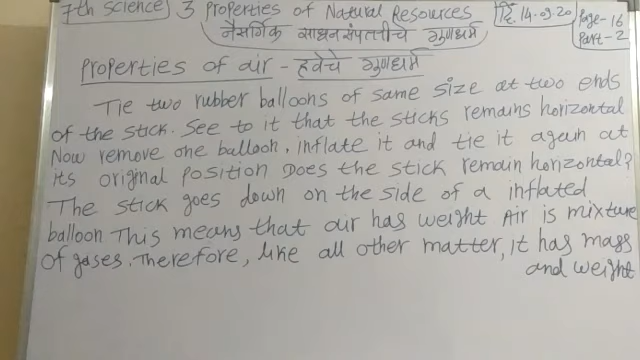 7th science
3 Properties of Natural Resources
नैसर्गिक साधनसंपत्तीचे गुणधर्म
दि. 14.09.20
Page-16
Part-2
Properties of air - हवेचे गुणधर्म
Tie two rubber balloons of same size at two ends
of the stick. See to it that the sticks remains horizontal
Now remove one balloon, inflate it and tie it again at
its original position Does the stick remain horizontal?
The stick goes down on the side of a inflated
balloon This means that air has weight Air is mixture
of gases. Therefore, like all other matter, it has mass
and weight